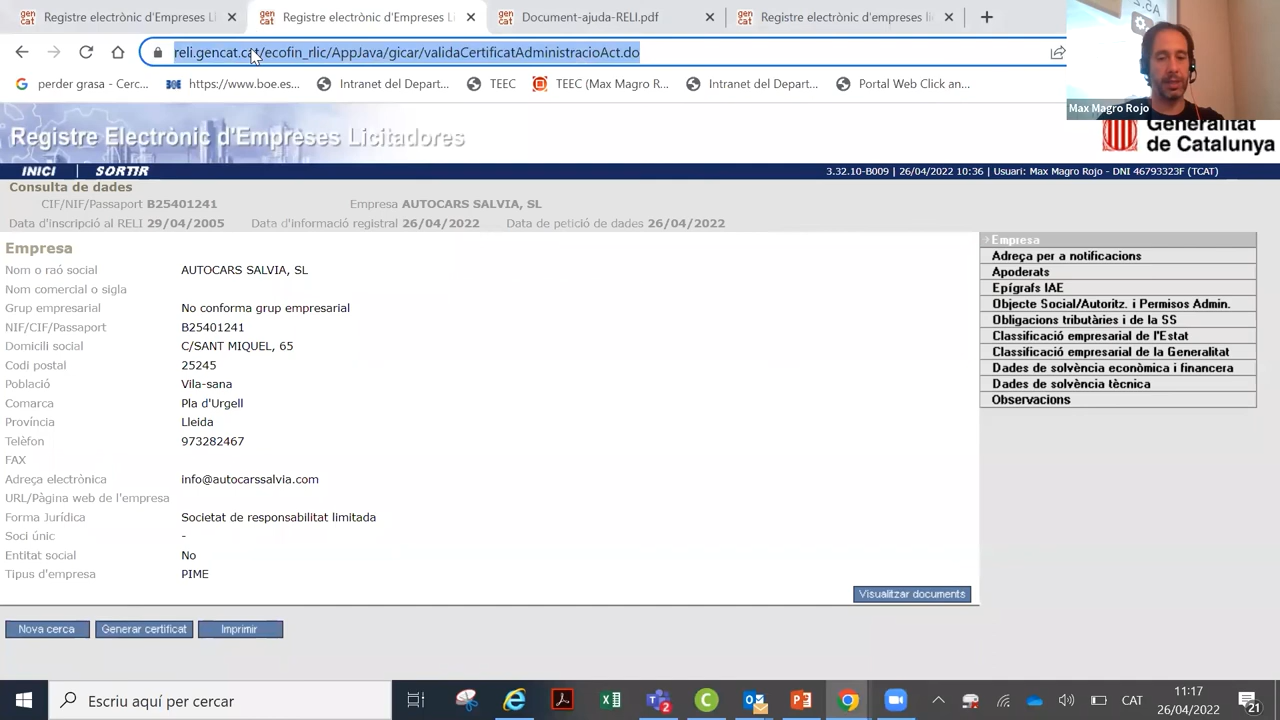 Registre electrònic d'Empreses L
Registre electrònic d'Empreses L
Document-ajuda-RELI.pdf
Registre electrònic d'empreses li
reli.gencat.cat/ecofin_rlic/AppJava/gicar/validaCertificatAdministracioAct.do
perder grasa - Cerc...
https://www.boe.es...
Intranet del Depart...
TEEC
TEEC (Max Magro R...
Intranet del Depart...
Portal Web Click an...
Max Magro Rojo
Registre Electrònic d'Empreses Licitadores
Generalitat
de Catalunya
INICI | SORTIR
3.32.10-B009 | 26/04/2022 10:36 | Usuari: Max Magro Rojo - DNI 46793323F (TCAT)
Consulta de dades
CIF/NIF/Passaport B25401241 Empresa AUTOCARS SALVIA, SL
Data d'inscripció al RELI 29/04/2005 Data d'informació registral 26/04/2022 Data de petició de dades 26/04/2022
Empresa
Nom o raó social AUTOCARS SALVIA, SL
Nom comercial o sigla
Grup empresarial No conforma grup empresarial
NIF/CIF/Passaport B25401241
Domicili social C/SANT MIQUEL, 65
Codi postal 25245
Població Vila-sana
Comarca Pla d'Urgell
Província Lleida
Telèfon 973282467
FAX
Adreça electrònica info@autocarssalvia.com
URL/Pàgina web de l'empresa
Forma Jurídica Societat de responsabilitat limitada
Soci únic -
Entitat social No
Tipus d'empresa PIME
Empresa
Adreça per a notificacions
Apoderats
Epígrafs IAE
Objecte Social/Autoritz. i Permisos Admin.
Obligacions tributàries i de la SS
Classificació empresarial de l'Estat
Classificació empresarial de la Generalitat
Dades de solvència econòmica i financera
Dades de solvència tècnica
Observacions
Visualitzar documents
Nova cerca
Generar certificat
Imprimir
Escriu aquí per cercar
CAT
11:17
26/04/2022
21